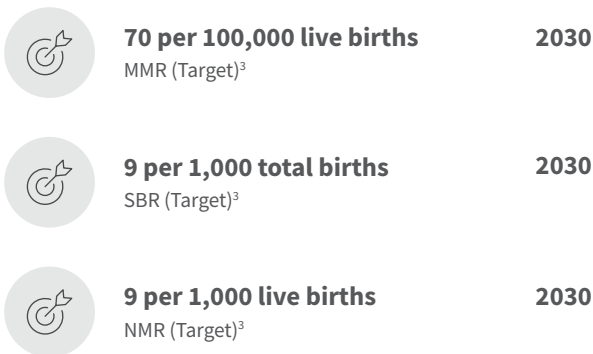 70 per 100,000 live births 2030
MMR (Target)³
9 per 1,000 total births 2030
SBR (Target)³
9 per 1,000 live births 2030
NMR (Target)³